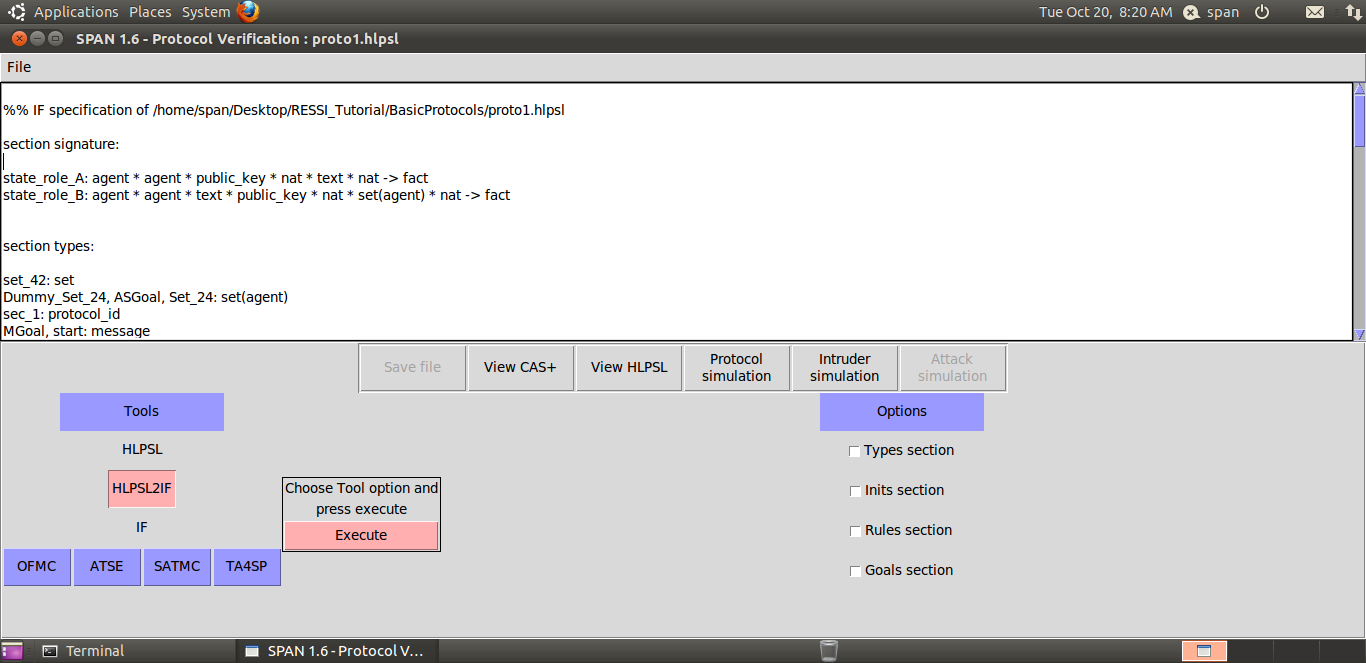 Applications Places System Tue Oct 20, 8:20 AM span
SPAN 1.6 - Protocol Verification : proto1.hlpsl
File
%% IF specification of /home/span/Desktop/RESSI_Tutorial/BasicProtocols/proto1.hlpsl
section signature:
state_role_A: agent * agent * public_key * nat * text * nat -> fact
state_role_B: agent * agent * text * public_key * nat * set(agent) * nat -> fact
section types:
set_42: set
Dummy_Set_24, ASGoal, Set_24: set(agent)
sec_1: protocol_id
MGoal, start: message
Save file View CAS+ View HLPSL Protocol simulation Intruder simulation Attack simulation
Tools
HLPSL
HLPSL2IF
IF
OFMC ATSE SATMC TA4SP
Choose Tool option and
press execute
Execute
Options
Types section
Inits section
Rules section
Goals section
Terminal SPAN 1.6 - Protocol V...